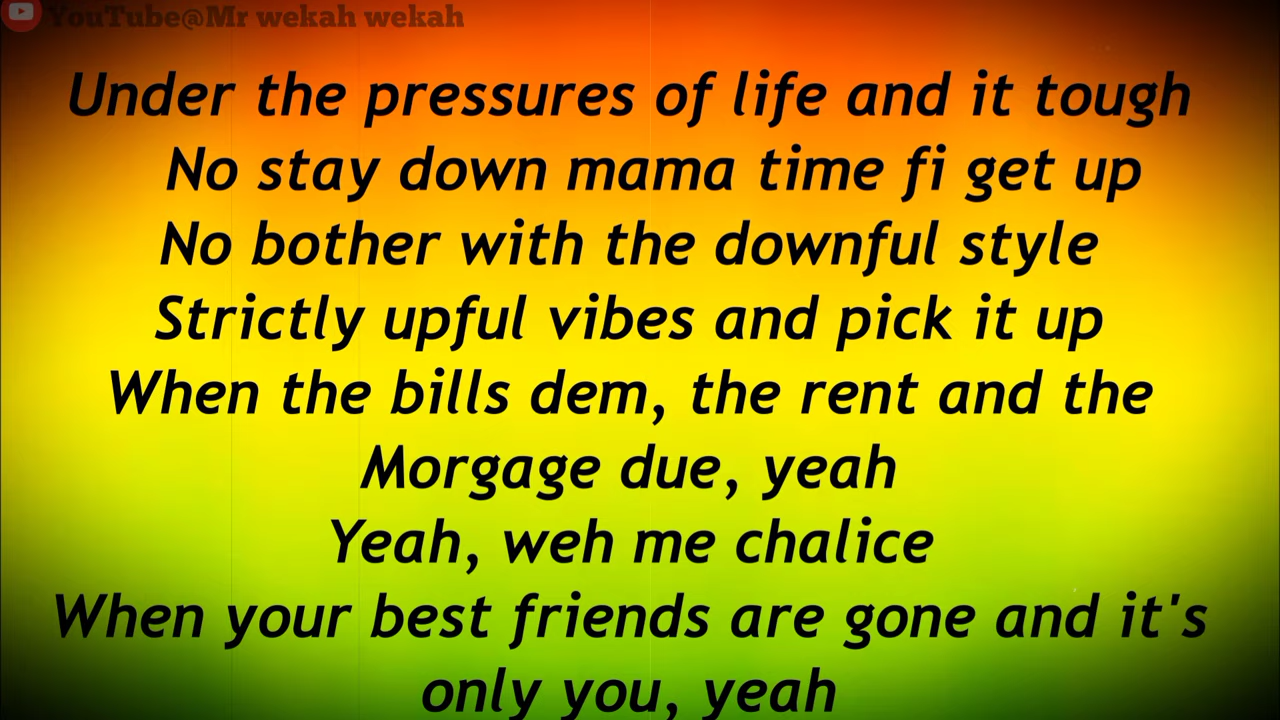 YouTube@Mr wekah wekah
Under the pressures of life and it tough
No stay down mama time fi get up
No bother with the downful style
Strictly upful vibes and pick it up
When the bills dem, the rent and the
Morgage due, yeah
Yeah, weh me chalice
When your best friends are gone and it's
only you, yeah